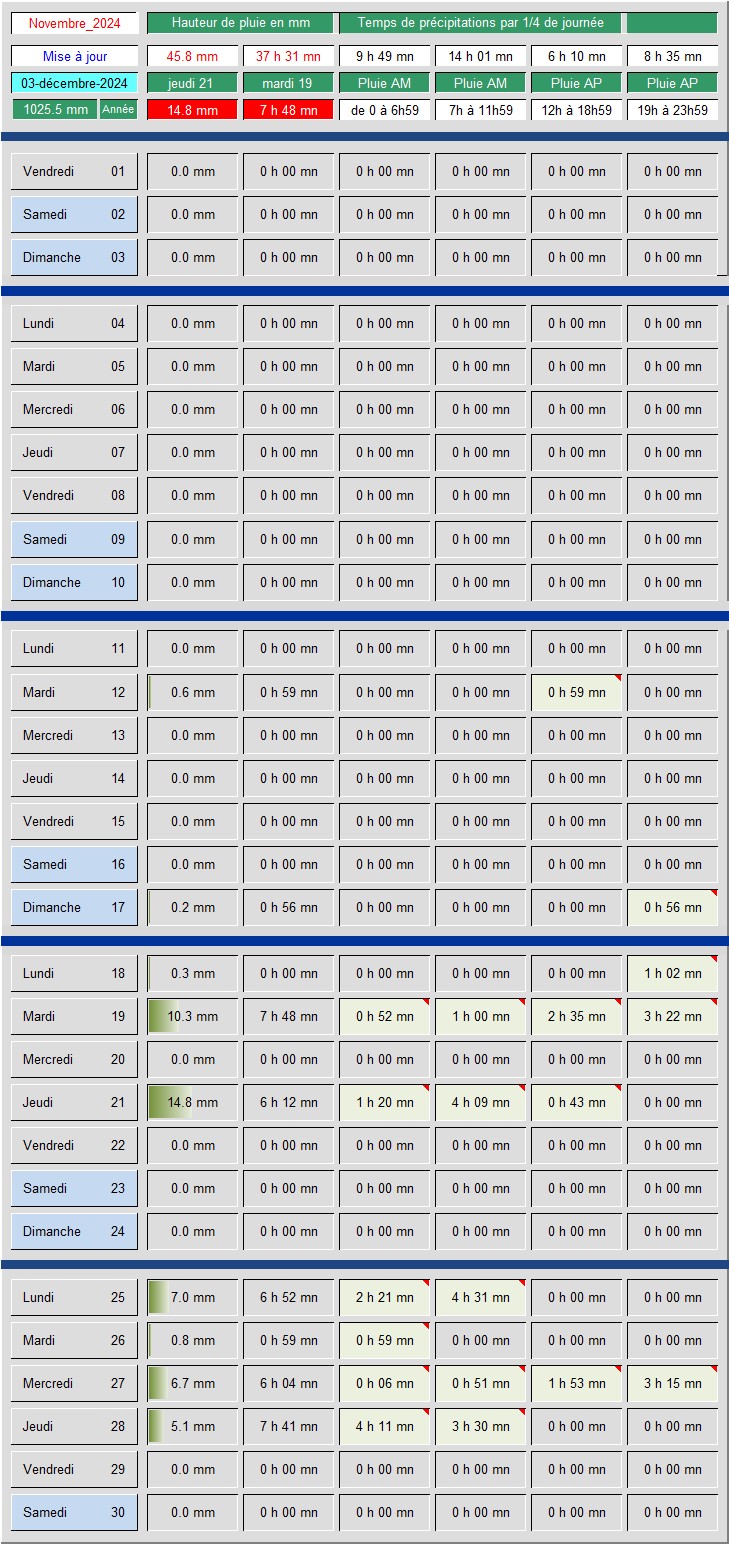 Novembre_2024 Hauteur de pluie en mm Temps de précipitations par 1/4 de journée
Mise à jour 45.8 mm 37 h 31 mn 9 h 49 mn 14 h 01 mn 6 h 10 mn 8 h 35 mn
03-décembre-2024 jeudi 21 mardi 19 Pluie AM Pluie AM Pluie AP Pluie AP
1025.5 mm Année 14.8 mm 7 h 48 mn de 0 à 6h59 7h à 11h59 12h à 18h59 19h à 23h59
Vendredi 01 0.0 mm 0 h 00 mn 0 h 00 mn 0 h 00 mn 0 h 00 mn 0 h 00 mn
Samedi 02 0.0 mm 0 h 00 mn 0 h 00 mn 0 h 00 mn 0 h 00 mn 0 h 00 mn
Dimanche 03 0.0 mm 0 h 00 mn 0 h 00 mn 0 h 00 mn 0 h 00 mn 0 h 00 mn
Lundi 04 0.0 mm 0 h 00 mn 0 h 00 mn 0 h 00 mn 0 h 00 mn 0 h 00 mn
Mardi 05 0.0 mm 0 h 00 mn 0 h 00 mn 0 h 00 mn 0 h 00 mn 0 h 00 mn
Mercredi 06 0.0 mm 0 h 00 mn 0 h 00 mn 0 h 00 mn 0 h 00 mn 0 h 00 mn
Jeudi 07 0.0 mm 0 h 00 mn 0 h 00 mn 0 h 00 mn 0 h 00 mn 0 h 00 mn
Vendredi 08 0.0 mm 0 h 00 mn 0 h 00 mn 0 h 00 mn 0 h 00 mn 0 h 00 mn
Samedi 09 0.0 mm 0 h 00 mn 0 h 00 mn 0 h 00 mn 0 h 00 mn 0 h 00 mn
Dimanche 10 0.0 mm 0 h 00 mn 0 h 00 mn 0 h 00 mn 0 h 00 mn 0 h 00 mn
Lundi 11 0.0 mm 0 h 00 mn 0 h 00 mn 0 h 00 mn 0 h 00 mn 0 h 00 mn
Mardi 12 0.6 mm 0 h 59 mn 0 h 00 mn 0 h 00 mn 0 h 59 mn 0 h 00 mn
Mercredi 13 0.0 mm 0 h 00 mn 0 h 00 mn 0 h 00 mn 0 h 00 mn 0 h 00 mn
Jeudi 14 0.0 mm 0 h 00 mn 0 h 00 mn 0 h 00 mn 0 h 00 mn 0 h 00 mn
Vendredi 15 0.0 mm 0 h 00 mn 0 h 00 mn 0 h 00 mn 0 h 00 mn 0 h 00 mn
Samedi 16 0.0 mm 0 h 00 mn 0 h 00 mn 0 h 00 mn 0 h 00 mn 0 h 00 mn
Dimanche 17 0.2 mm 0 h 56 mn 0 h 00 mn 0 h 00 mn 0 h 00 mn 0 h 56 mn
Lundi 18 0.3 mm 0 h 00 mn 0 h 00 mn 0 h 00 mn 0 h 00 mn 1 h 02 mn
Mardi 19 10.3 mm 7 h 48 mn 0 h 52 mn 1 h 00 mn 2 h 35 mn 3 h 22 mn
Mercredi 20 0.0 mm 0 h 00 mn 0 h 00 mn 0 h 00 mn 0 h 00 mn 0 h 00 mn
Jeudi 21 14.8 mm 6 h 12 mn 1 h 20 mn 4 h 09 mn 0 h 43 mn 0 h 00 mn
Vendredi 22 0.0 mm 0 h 00 mn 0 h 00 mn 0 h 00 mn 0 h 00 mn 0 h 00 mn
Samedi 23 0.0 mm 0 h 00 mn 0 h 00 mn 0 h 00 mn 0 h 00 mn 0 h 00 mn
Dimanche 24 0.0 mm 0 h 00 mn 0 h 00 mn 0 h 00 mn 0 h 00 mn 0 h 00 mn
Lundi 25 7.0 mm 6 h 52 mn 2 h 21 mn 4 h 31 mn 0 h 00 mn 0 h 00 mn
Mardi 26 0.8 mm 0 h 59 mn 0 h 59 mn 0 h 00 mn 0 h 00 mn 0 h 00 mn
Mercredi 27 6.7 mm 6 h 04 mn 0 h 06 mn 0 h 51 mn 1 h 53 mn 3 h 15 mn
Jeudi 28 5.1 mm 7 h 41 mn 4 h 11 mn 3 h 30 mn 0 h 00 mn 0 h 00 mn
Vendredi 29 0.0 mm 0 h 00 mn 0 h 00 mn 0 h 00 mn 0 h 00 mn 0 h 00 mn
Samedi 30 0.0 mm 0 h 00 mn 0 h 00 mn 0 h 00 mn 0 h 00 mn 0 h 00 mn